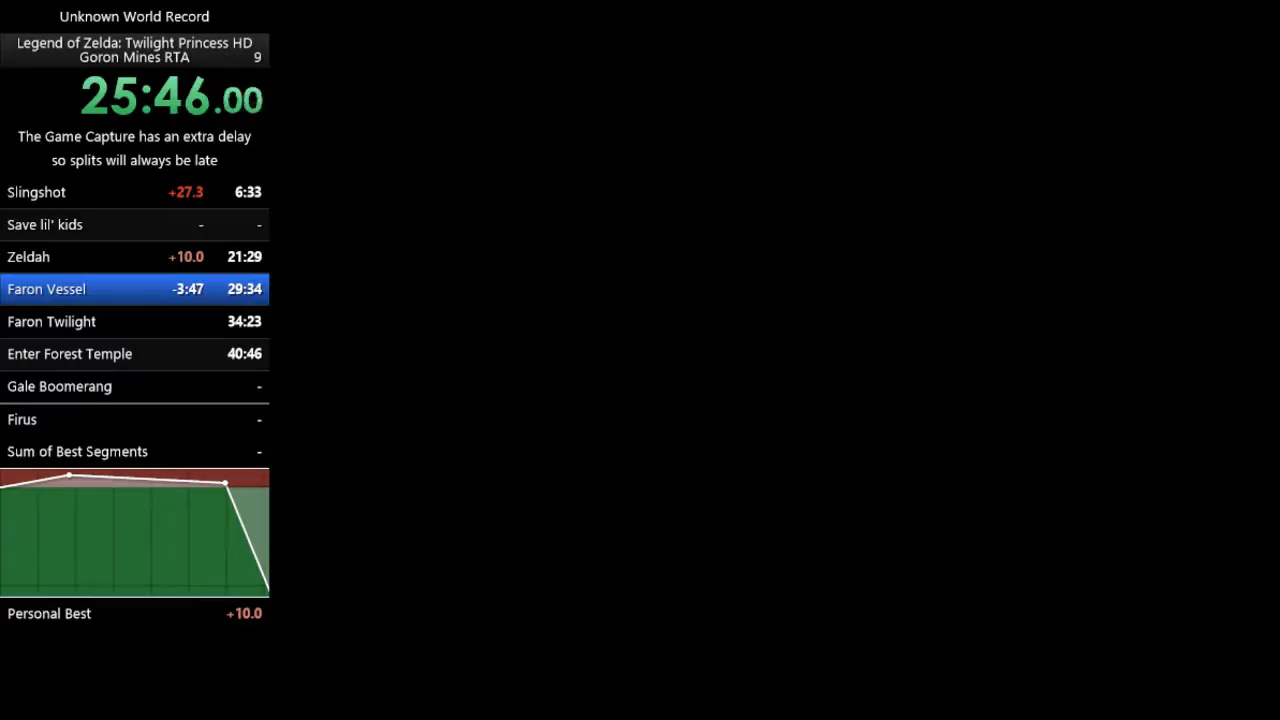 Unknown World Record
Legend of Zelda: Twilight Princess HD
Goron Mines RTA 9
25:46.00
The Game Capture has an extra delay
so splits will always be late
Slingshot +27.3 6:33
Save lil' kids - -
Zeldah +10.0 21:29
Faron Vessel -3:47 29:34
Faron Twilight 34:23
Enter Forest Temple 40:46
Gale Boomerang -
Firus -
Sum of Best Segments -
Personal Best +10.0